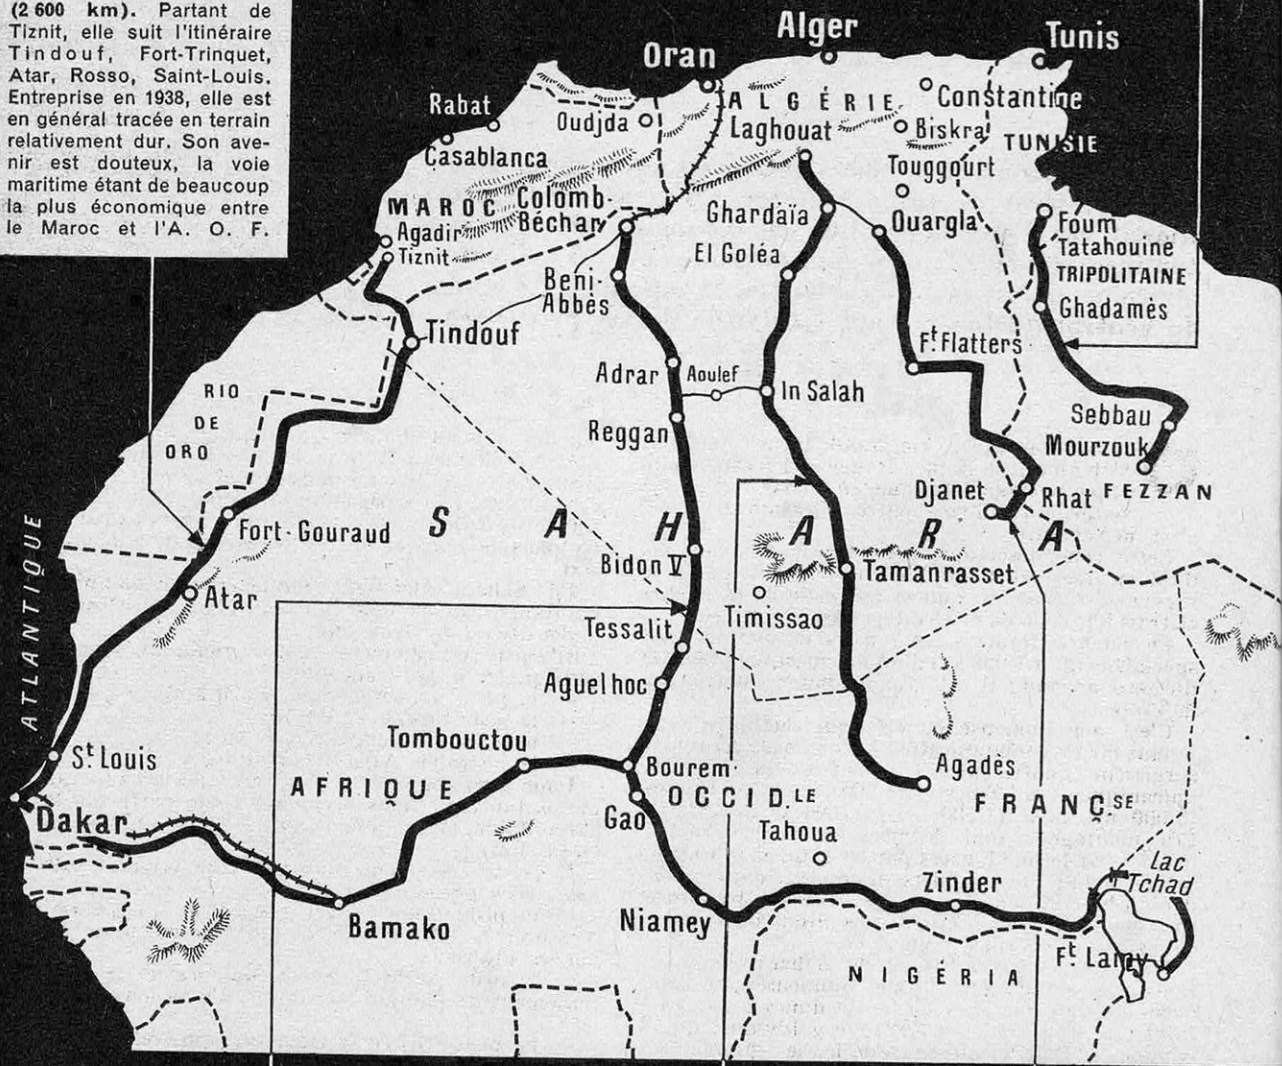 (2 600 km). Partant de
Tiznit, elle suit l'itinéraire
Tindouf, Fort-Trinquet,
Atar, Rosso, Saint-Louis.
Entreprise en 1938, elle est
en général tracée en terrain
relativement dur. Son ave-
nir est douteux, la voie
maritime étant de beaucoup
la plus économique entre
le Maroc et l'A. O. F.
Alger
Tunis
Oran
Rabat
Oudjda
ALGÉRIE
Constantine
Laghouat
Biskra
TUNISIE
Casablanca
Touggourt
MAROC
Colomb-
Béchar
Ghardaïa
Ouargla
Foum
Tatahouine
Agadir
Tiznit
El Goléa
TRIPOLITAINE
Beni-
Abbès
Ghadamès
Tindouf
Ft. Flatters
Adrar
Aoulef
In Salah
RIO
DE
ORO
Reggan
Sebbau
Mourzouk
Djanet
Rhat
FEZZAN
Fort-Gouraud
SAHARA
Bidon V
Tamanrasset
Atar
Timissao
Tessalit
ATLANTIQUE
Aguelhoc
Tombouctou
St Louis
Bourem
Agadès
AFRIQUE
OCCID.LE
FRANÇSE
Dakar
Gao
Tahoua
Lac
Tchad
Zinder
Niamey
Bamako
Ft. Lamy
NIGÉRIA